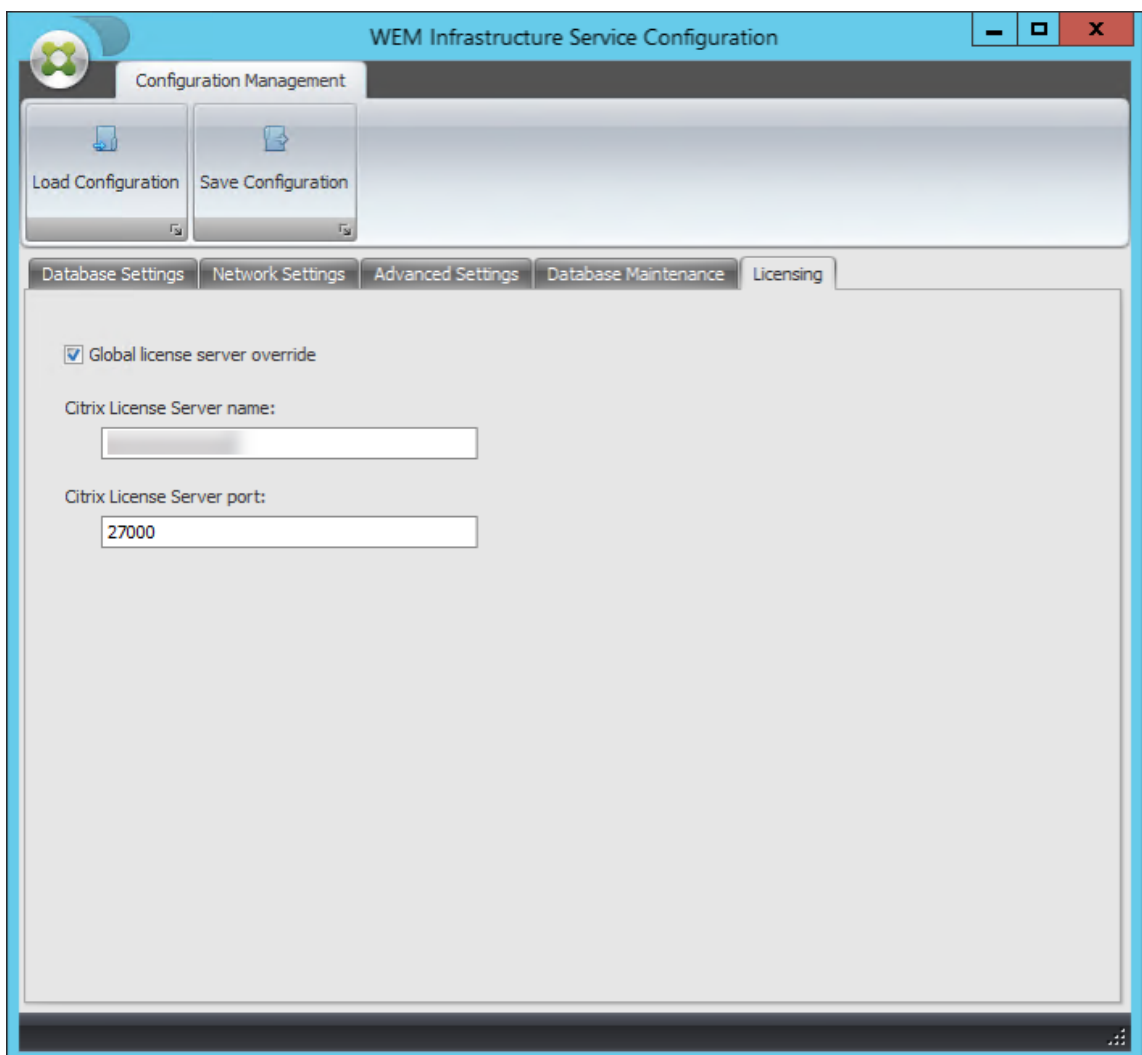 WEM Infrastructure Service Configuration
Configuration Management
Load Configuration Save Configuration
Database Settings Network Settings Advanced Settings Database Maintenance Licensing
Global license server override
Citrix License Server name:
Citrix License Server port:
27000